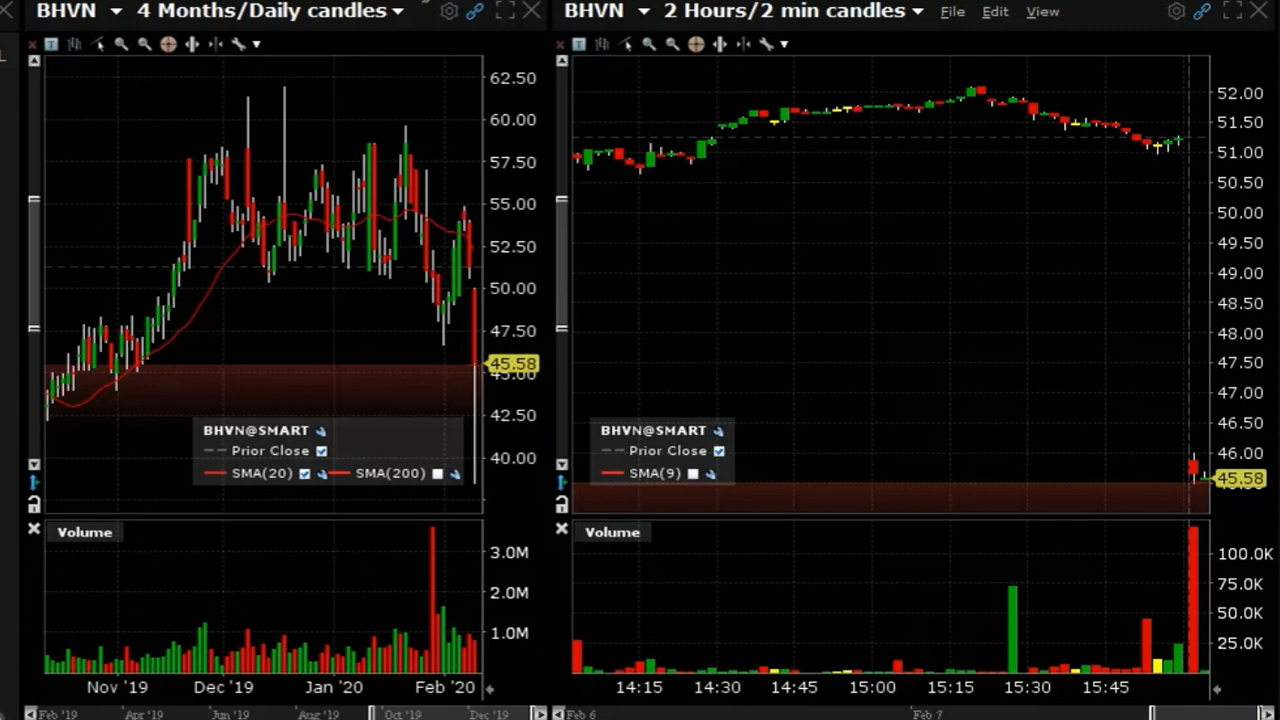 BHVN 4 Months/Daily candles
62.50
60.00
57.50
55.00
52.50
50.00
47.50
45.58
45.00
42.50
40.00
BHVN@SMART
Prior Close
SMA(20) SMA(200)
Volume
3.0M
2.0M
1.0M
Nov '19 Dec '19 Jan '20 Feb '20
Feb '19 Apr '19 Jun '19 Aug '19 Oct '19 Dec '19
BHVN 2 Hours/2 min candles File Edit View
52.00
51.50
51.00
50.50
50.00
49.50
49.00
48.50
48.00
47.50
47.00
46.50
46.00
45.58
BHVN@SMART
Prior Close
SMA(9)
Volume
100.0K
75.0K
50.0K
25.0K
14:15 14:30 14:45 15:00 15:15 15:30 15:45
Feb 6 Feb 7